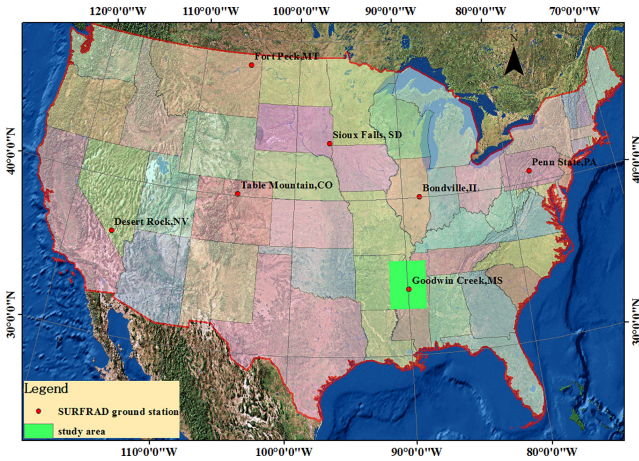 120°0'0"W 110°0'0"W 100°0'0"W 90°0'0"W 80°0'0"W 70°0'0"W
N
Fort Peck,MT
Sioux Falls, SD
40°0'0"N
40°0'0"N
Penn State,PA
Table Mountain,CO
Bondville,IL
Desert Rock,NV
Goodwin Creek,MS
30°0'0"N
30°0'0"N
Legend
SURFRAD ground station
study area
110°0'0"W 100°0'0"W 90°0'0"W 80°0'0"W